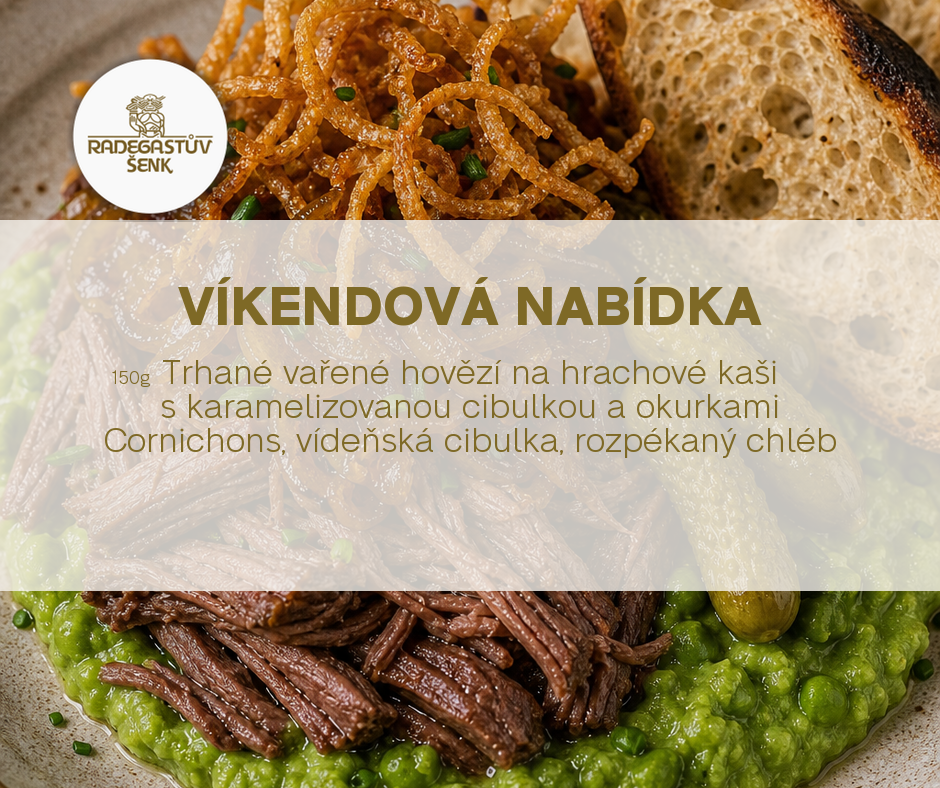 RADEGASTŮV
ŠENK
VÍKENDOVÁ NABÍDKA
150g Trhané vařené hovězí na hrachové kaši
s karamelizovanou cibulkou a okurkami
Cornichons, vídeňská cibulka, rozpékaný chléb